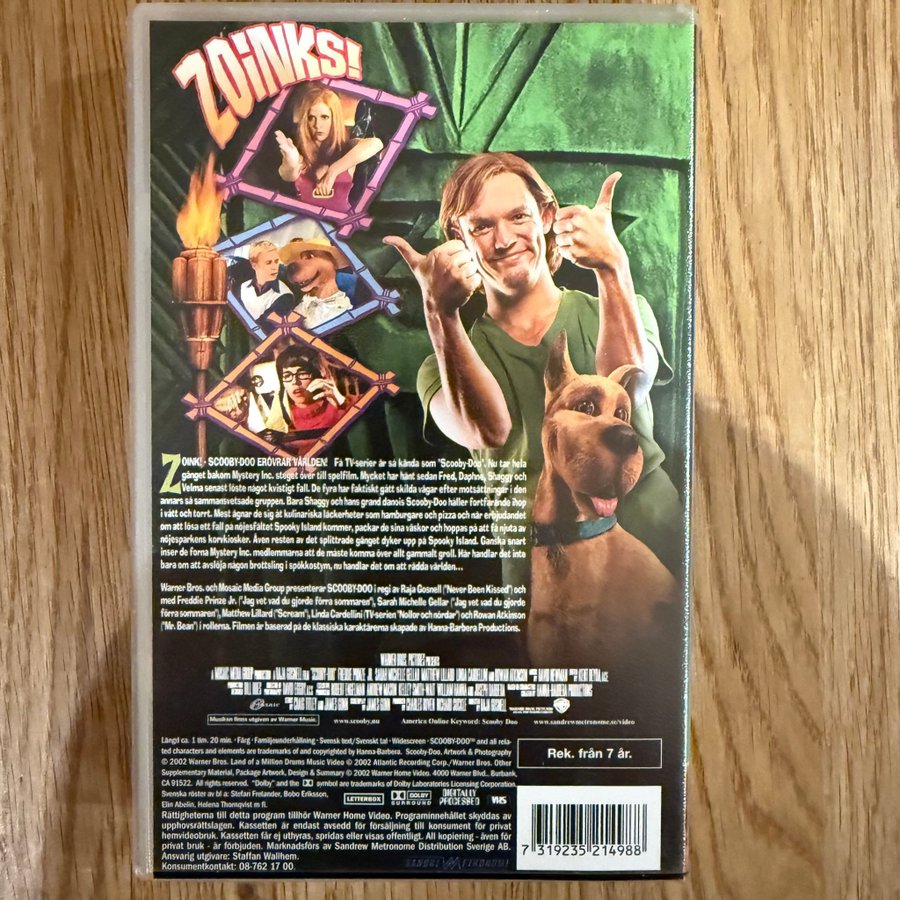 ZOiNKS!
ZOINK! - SCOOBY-DOO ERÖVRAR VÄRLDEN! Få TV-serier är så kända som "Scooby-Doo". Nu tar hela
gänget bakom Mystery Inc. steget över till spelfilm. Mycket har hänt sedan Fred, Daphne, Shaggy och
Velma senast löste något kvistigt fall. De fyra har faktiskt gått skilda vägar efter motsättningar i den
annars så sammansvetsade gruppen. Bara Shaggy och hans grand danois Scooby-Doo håller fortfarande ihop
i vått och torrt. Mest ägnar de sig åt kulinariska läckerheter som hamburgare och pizza och när erbjudandet
om att lösa ett fall på nöjesfältet Spooky Island kommer, packar de sina väskor och hoppas på att få njuta av
nöjesparkens korvkiosker. Även resten av det splittrade gänget dyker upp på Spooky Island. Ganska snart
inser de forna Mystery Inc. medlemmarna att de måste komma över allt gammalt groll. Här handlar det inte
bara om att avslöja någon brottsling i spökkostym, nu handlar det om att rädda världen...
Warner Bros. och Mosaic Media Group presenterar SCOOBY-DOO i regi av Raja Gosnell ("Never Been Kissed") och
med Freddie Prinze Jr. ("Jag vet vad du gjorde förra sommaren"), Sarah Michelle Gellar ("Jag vet vad du gjorde
förra sommaren"), Matthew Lillard ("Scream"), Linda Cardellini (TV-serien "Nollor och nördar") och Rowan Atkinson
("Mr. Bean") i rollerna. Filmen är baserad på de klassiska karaktärerna skapade av Hanna-Barbera Productions.
WARNER BROS. PICTURES
Mosaic
Musiken finns utgiven av Warner Music.
www.scooby.nu
America Online Keyword: Scooby Doo
www.sandrewmetronome.se/video
Längd ca. 1 tim. 20 min. • Färg • Familjeunderhållning • Svensk text/Svenskt tal • Widescreen • SCOOBY-DOO™ and all rela-
ted characters and elements are trademarks of and copyrighted by Hanna-Barbera. Scooby-Doo, Artwork & Photography
© 2002 Warner Bros. Land of a Million Drums Music Video © 2002 Atlantic Recording Corp./Warner Bros. Other
Supplementary Material, Package Artwork, Design & Summary © 2002 Warner Home Video. 4000 Warner Blvd., Burbank,
CA 91522. All rights reserved. "Dolby" and the symbol are trademarks of Dolby Laboratories Licensing Corporation.
Svenska röster av bl a: Stefan Frelander, Bobo Eriksson,
Elin Abelin, Helena Thornqvist m fl.
LETTERBOX
DOLBY SURROUND
DIGITALLY PROCESSED
VHS
Rättigheterna till detta program tillhör Warner Home Video. Programinnehållet skyddas av
upphovsrättslagen. Kassetten är endast avsedd för försäljning till konsument för privat
hemvideobruk. Kassetten får ej uthyras, spridas eller visas offentligt. All kopiering - även för
privat bruk - är förbjuden. Marknadsförs av Sandrew Metronome Distribution Sverige AB.
Ansvarig utgivare: Staffan Wallhem.
Konsumentkontakt: 08-762 17 00.
SANDREW METRONOME
Rek. från 7 år.
7 319235 214988